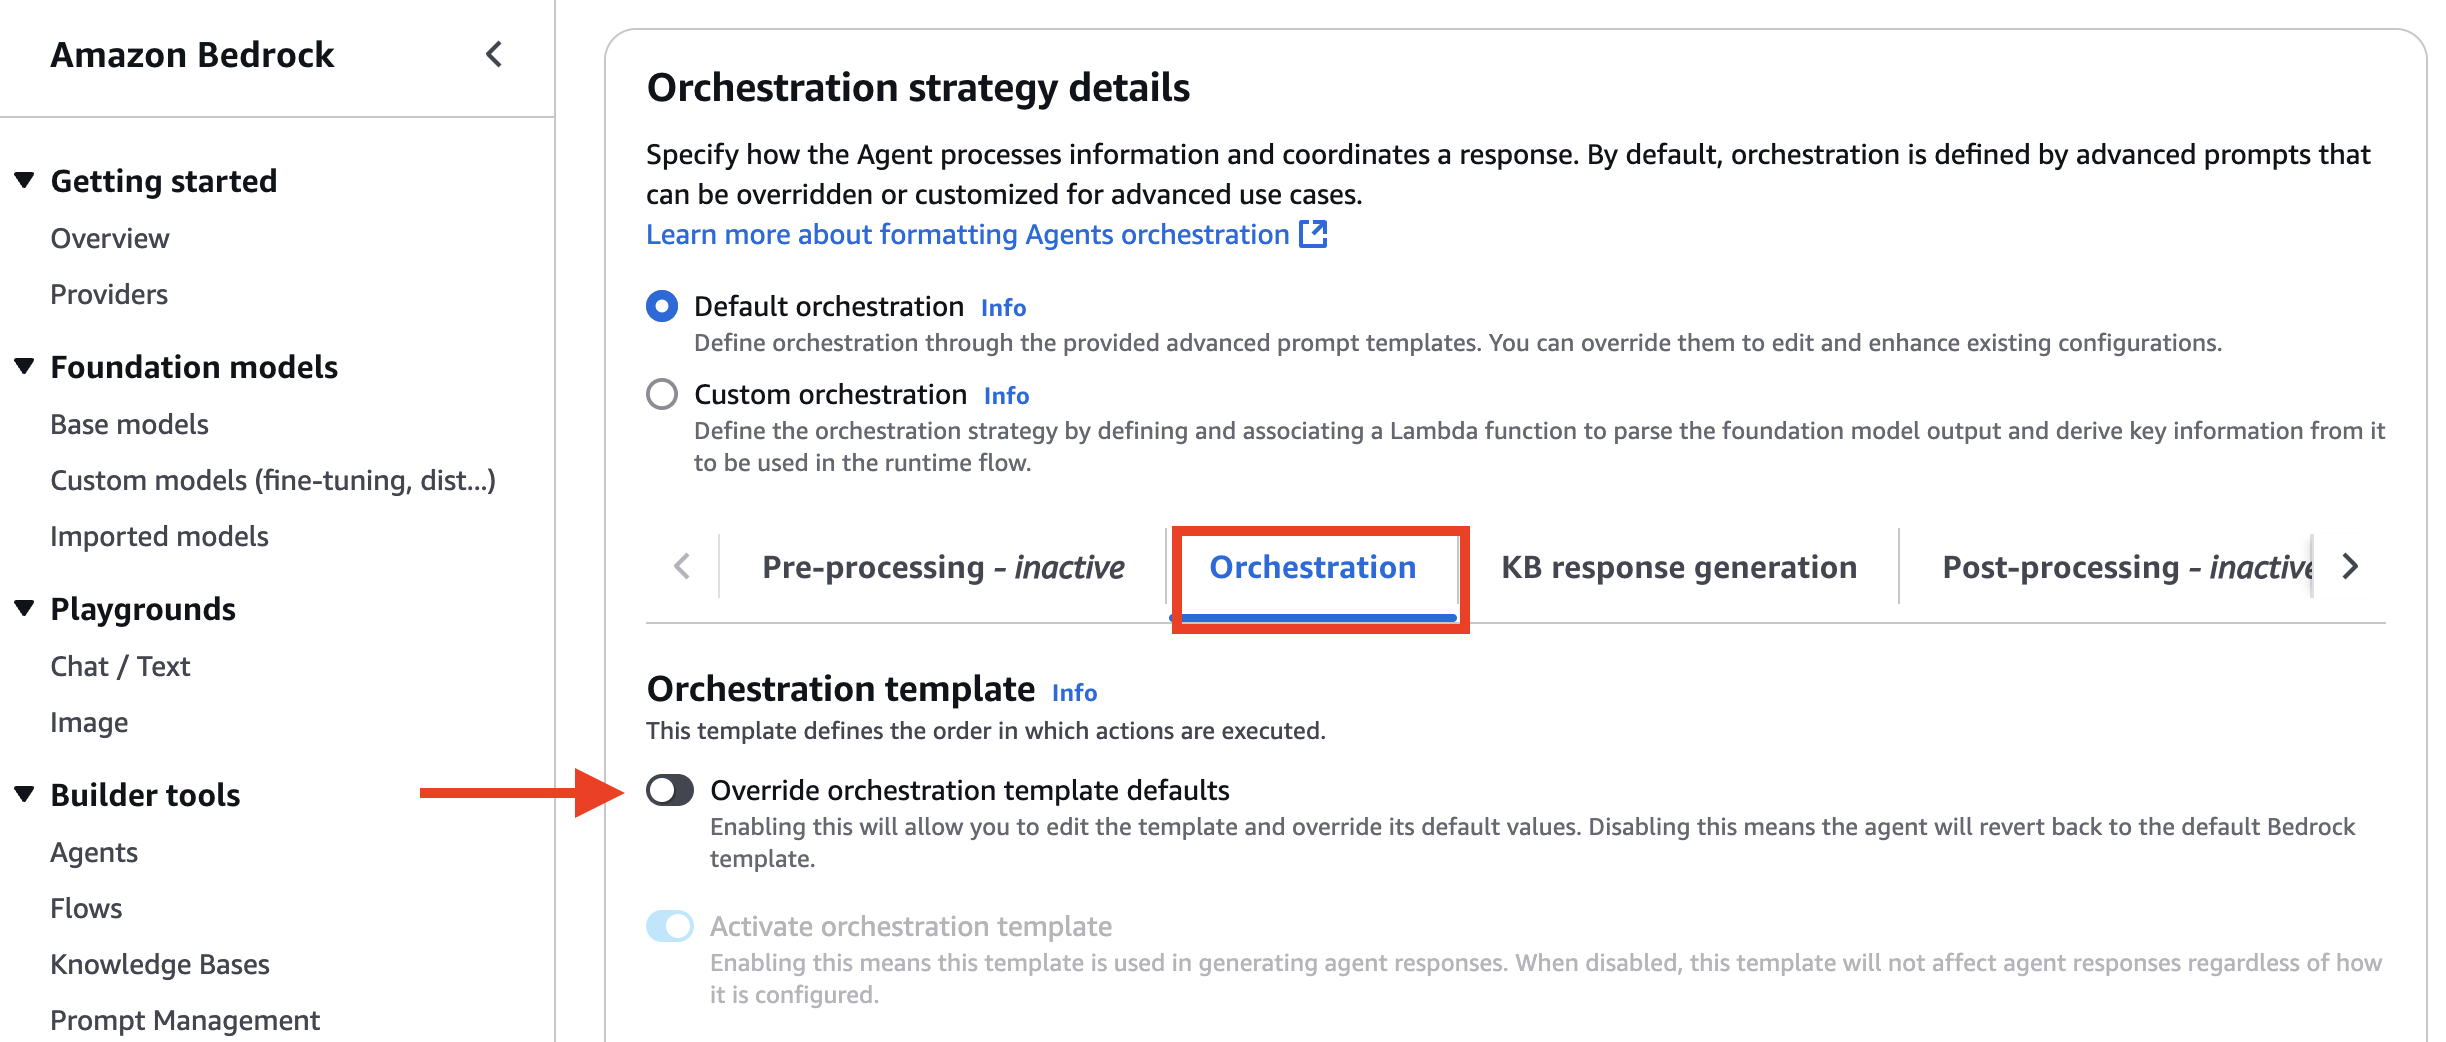 Amazon Bedrock
Getting started
Overview
Providers
Foundation models
Base models
Custom models (fine-tuning, dist...)
Imported models
Playgrounds
Chat / Text
Image
Builder tools
Agents
Flows
Knowledge Bases
Prompt Management
Orchestration strategy details
Specify how the Agent processes information and coordinates a response. By default, orchestration is defined by advanced prompts that
can be overridden or customized for advanced use cases.
Learn more about formatting Agents orchestration
Default orchestration Info
Define orchestration through the provided advanced prompt templates. You can override them to edit and enhance existing configurations.
Custom orchestration Info
Define the orchestration strategy by defining and associating a Lambda function to parse the foundation model output and derive key information from it
to be used in the runtime flow.
Pre-processing – inactive Orchestration KB response generation Post-processing – inactive
Orchestration template Info
This template defines the order in which actions are executed.
Override orchestration template defaults
Enabling this will allow you to edit the template and override its default values. Disabling this means the agent will revert back to the default Bedrock
template.
Activate orchestration template
Enabling this means this template is used in generating agent responses. When disabled, this template will not affect agent responses regardless of how
it is configured.